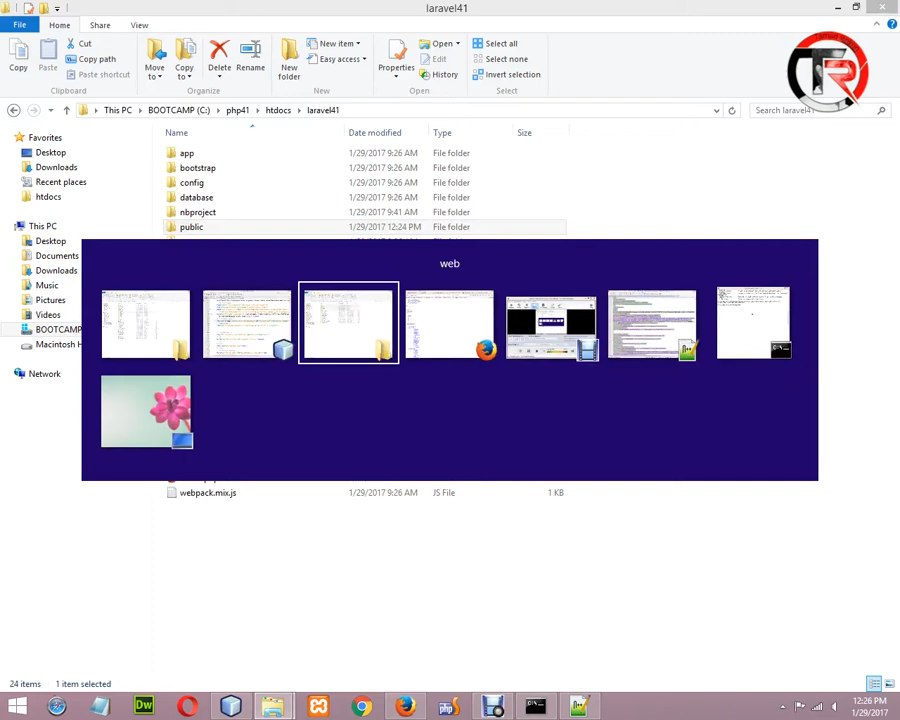 laravel41
File
Home
Share
View
Copy
Paste
Cut
Copy path
Paste shortcut
Clipboard
Move to
Copy to
Delete
Rename
Organize
New folder
New item
Easy access
New
Properties
Open
Edit
History
Open
Select all
Select none
Invert selection
Select
This PC
BOOTCAMP (C:)
php41
htdocs
laravel41
Search laravel41
TR
Name
Date modified
Type
Size
Favorites
Desktop
Downloads
Recent places
htdocs
This PC
Desktop
Documents
Downloads
Music
Pictures
Videos
BOOTCAMP
Macintosh H
Network
app 1/29/2017 9:26 AM File folder
bootstrap 1/29/2017 9:26 AM File folder
config 1/29/2017 9:26 AM File folder
database 1/29/2017 9:26 AM File folder
nbproject 1/29/2017 9:41 AM File folder
public 1/29/2017 12:24 PM File folder
web
webpack.mix.js 1/29/2017 9:26 AM JS File 1 KB
24 items 1 item selected
Dw
php
12:26 PM
1/29/2017